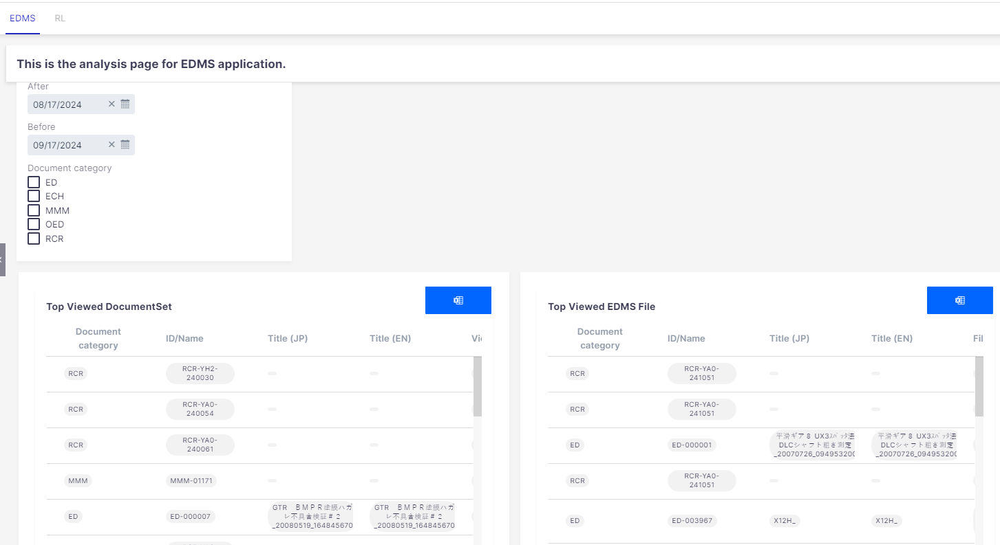 EDMS RL
This is the analysis page for EDMS application.
After
08/17/2024
Before
09/17/2024
Document category
ED
ECH
MMM
OED
RCR
Top Viewed DocumentSet
Document
category
ID/Name
Title (JP)
Title (EN)
RCR
RCR-YH2-
240030
RCR
RCR-YA0-
240054
RCR
RCR-YA0-
240061
MMM
MMM-01171
ED
ED-000007
GTR　ＢＭＰＲ塗膜ハガ
レ不具合検証＃２
_20080519_164845670
GTR　ＢＭＰＲ塗膜ハガ
レ不具合検証＃２
_20080519_164845670
Top Viewed EDMS File
Document
category
ID/Name
Title (JP)
Title (EN)
Fil
RCR
RCR-YA0-
241051
RCR
RCR-YA0-
241051
ED
ED-000001
平滑ギア８ UX3ｽﾊﾟｯﾀ法
DLCシャフト粗さ測定
_20070726_094953200
平滑ギア８ UX3ｽﾊﾟｯﾀ法
DLCシャフト粗さ測定
_20070726_094953200
RCR
RCR-YA0-
241051
ED
ED-003967
X12H_
X12H_